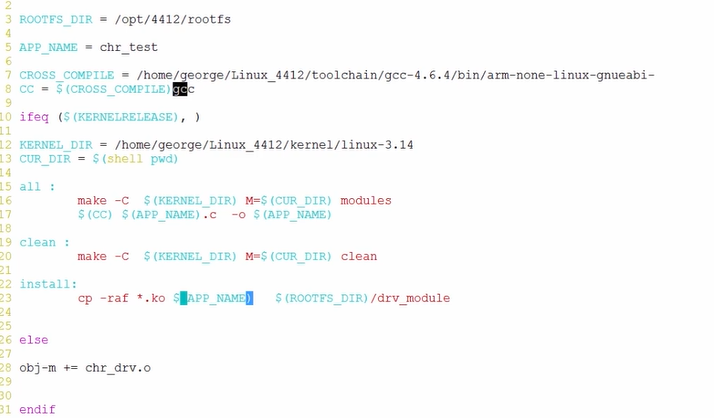 2
3 ROOTFS_DIR = /opt/4412/rootfs
4
5 APP_NAME = chr_test
6
7 CROSS_COMPILE = /home/george/Linux_4412/toolchain/gcc-4.6.4/bin/arm-none-linux-gnueabi-
8 CC = $(CROSS_COMPILE)gcc
9
10 ifeq ($(KERNELRELEASE), )
11
12 KERNEL_DIR = /home/george/Linux_4412/kernel/linux-3.14
13 CUR_DIR = $(shell pwd)
14
15 all :
16 make -C $(KERNEL_DIR) M=$(CUR_DIR) modules
17 $(CC) $(APP_NAME).c -o $(APP_NAME)
18
19 clean :
20 make -C $(KERNEL_DIR) M=$(CUR_DIR) clean
21
22 install:
23 cp -raf *.ko $(APP_NAME) $(ROOTFS_DIR)/drv_module
24
25
26 else
27
28 obj-m += chr_drv.o
29
30
31 endif